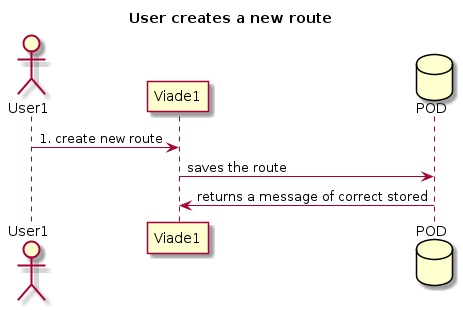 User creates a new route
User1
Viade1
POD
1. create new route
saves the route
returns a message of correct stored
User1
Viade1
POD